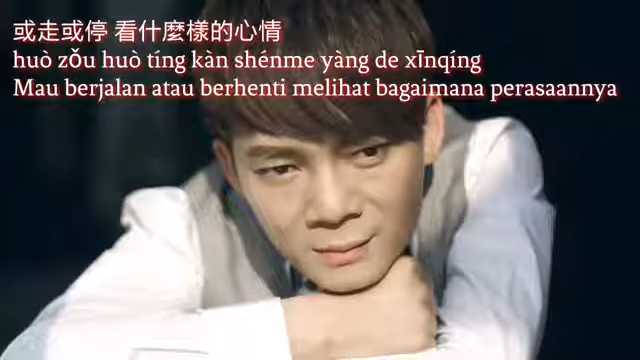 或走或停 看什麼樣的心情
huò zǒu huò tíng kàn shénme yàng de xīnqíng
Mau berjalan atau berhenti melihat bagaimana perasaannya